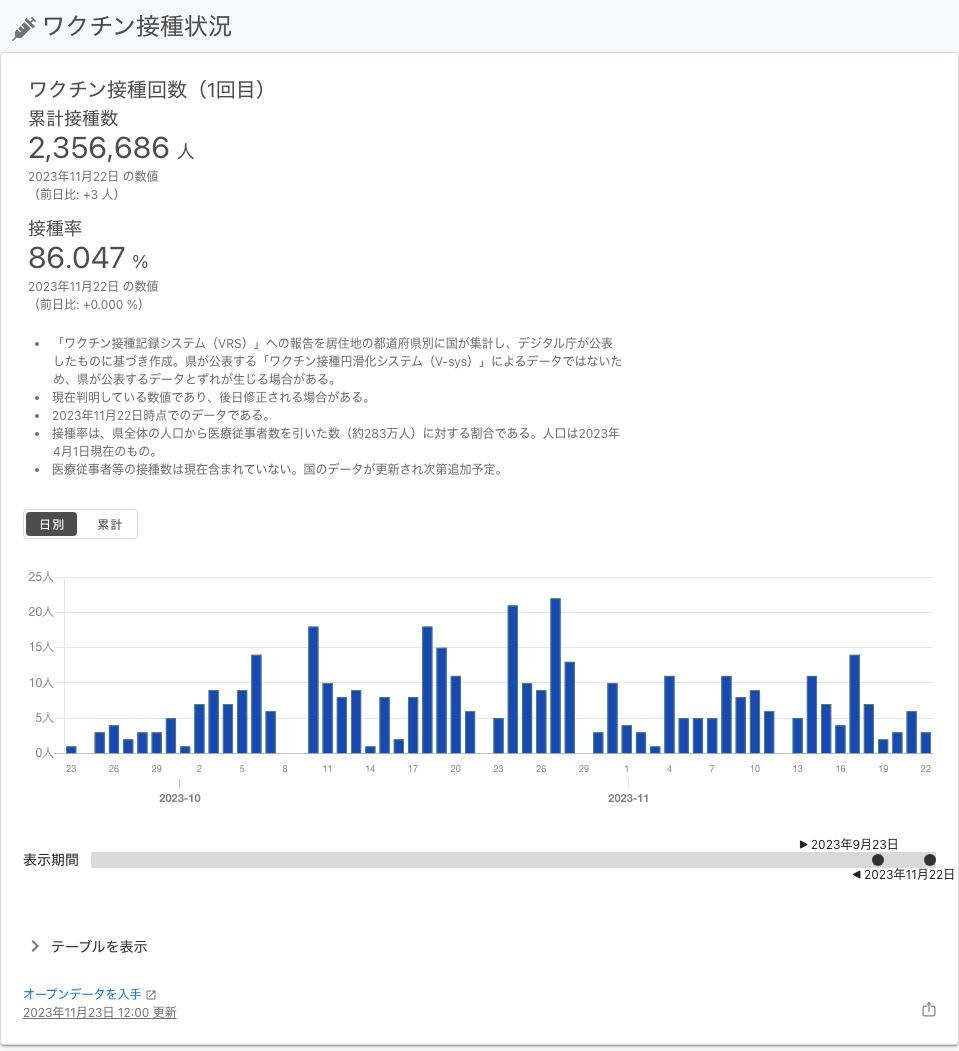 ワクチン接種状況
ワクチン接種回数（1回目）
累計接種数
2,356,686 人
2023年11月22日 の数値
（前日比: +3 人）
接種率
86.047 %
2023年11月22日 の数値
（前日比: +0.000 %）
「ワクチン接種記録システム（VRS）」への報告を居住地の都道府県別に国が集計し、デジタル庁が公表
したものに基づき作成。県が公表する「ワクチン接種円滑化システム（V-sys）」によるデータではないた
め、県が公表するデータとずれが生じる場合がある。
現在判明している数値であり、後日修正される場合がある。
2023年11月22日時点でのデータである。
接種率は、県全体の人口から医療従事者数を引いた数（約283万人）に対する割合である。人口は2023年
4月1日現在のもの。
医療従事者等の接種数は現在含まれていない。国のデータが更新され次第追加予定。
日別 累計
25人
20人
15人
10人
5人
0人
23 26 29 2 5 8 11 14 17 20 23 26 29 1 4 7 10 13 16 19 22
2023-10 2023-11
2023年9月23日
表示期間
2023年11月22日
テーブルを表示
オープンデータを入手
2023年11月23日 12:00 更新